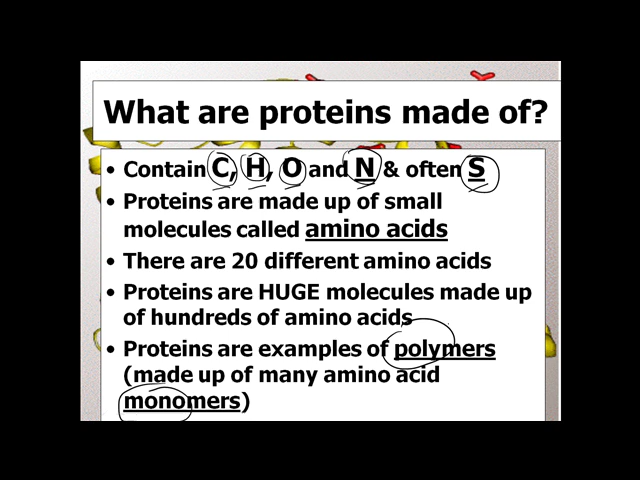 What are proteins made of?
• Contain C, H, O and N & often S
• Proteins are made up of small
molecules called amino acids
• There are 20 different amino acids
• Proteins are HUGE molecules made up
of hundreds of amino acids
• Proteins are examples of polymers
(made up of many amino acid
monomers)